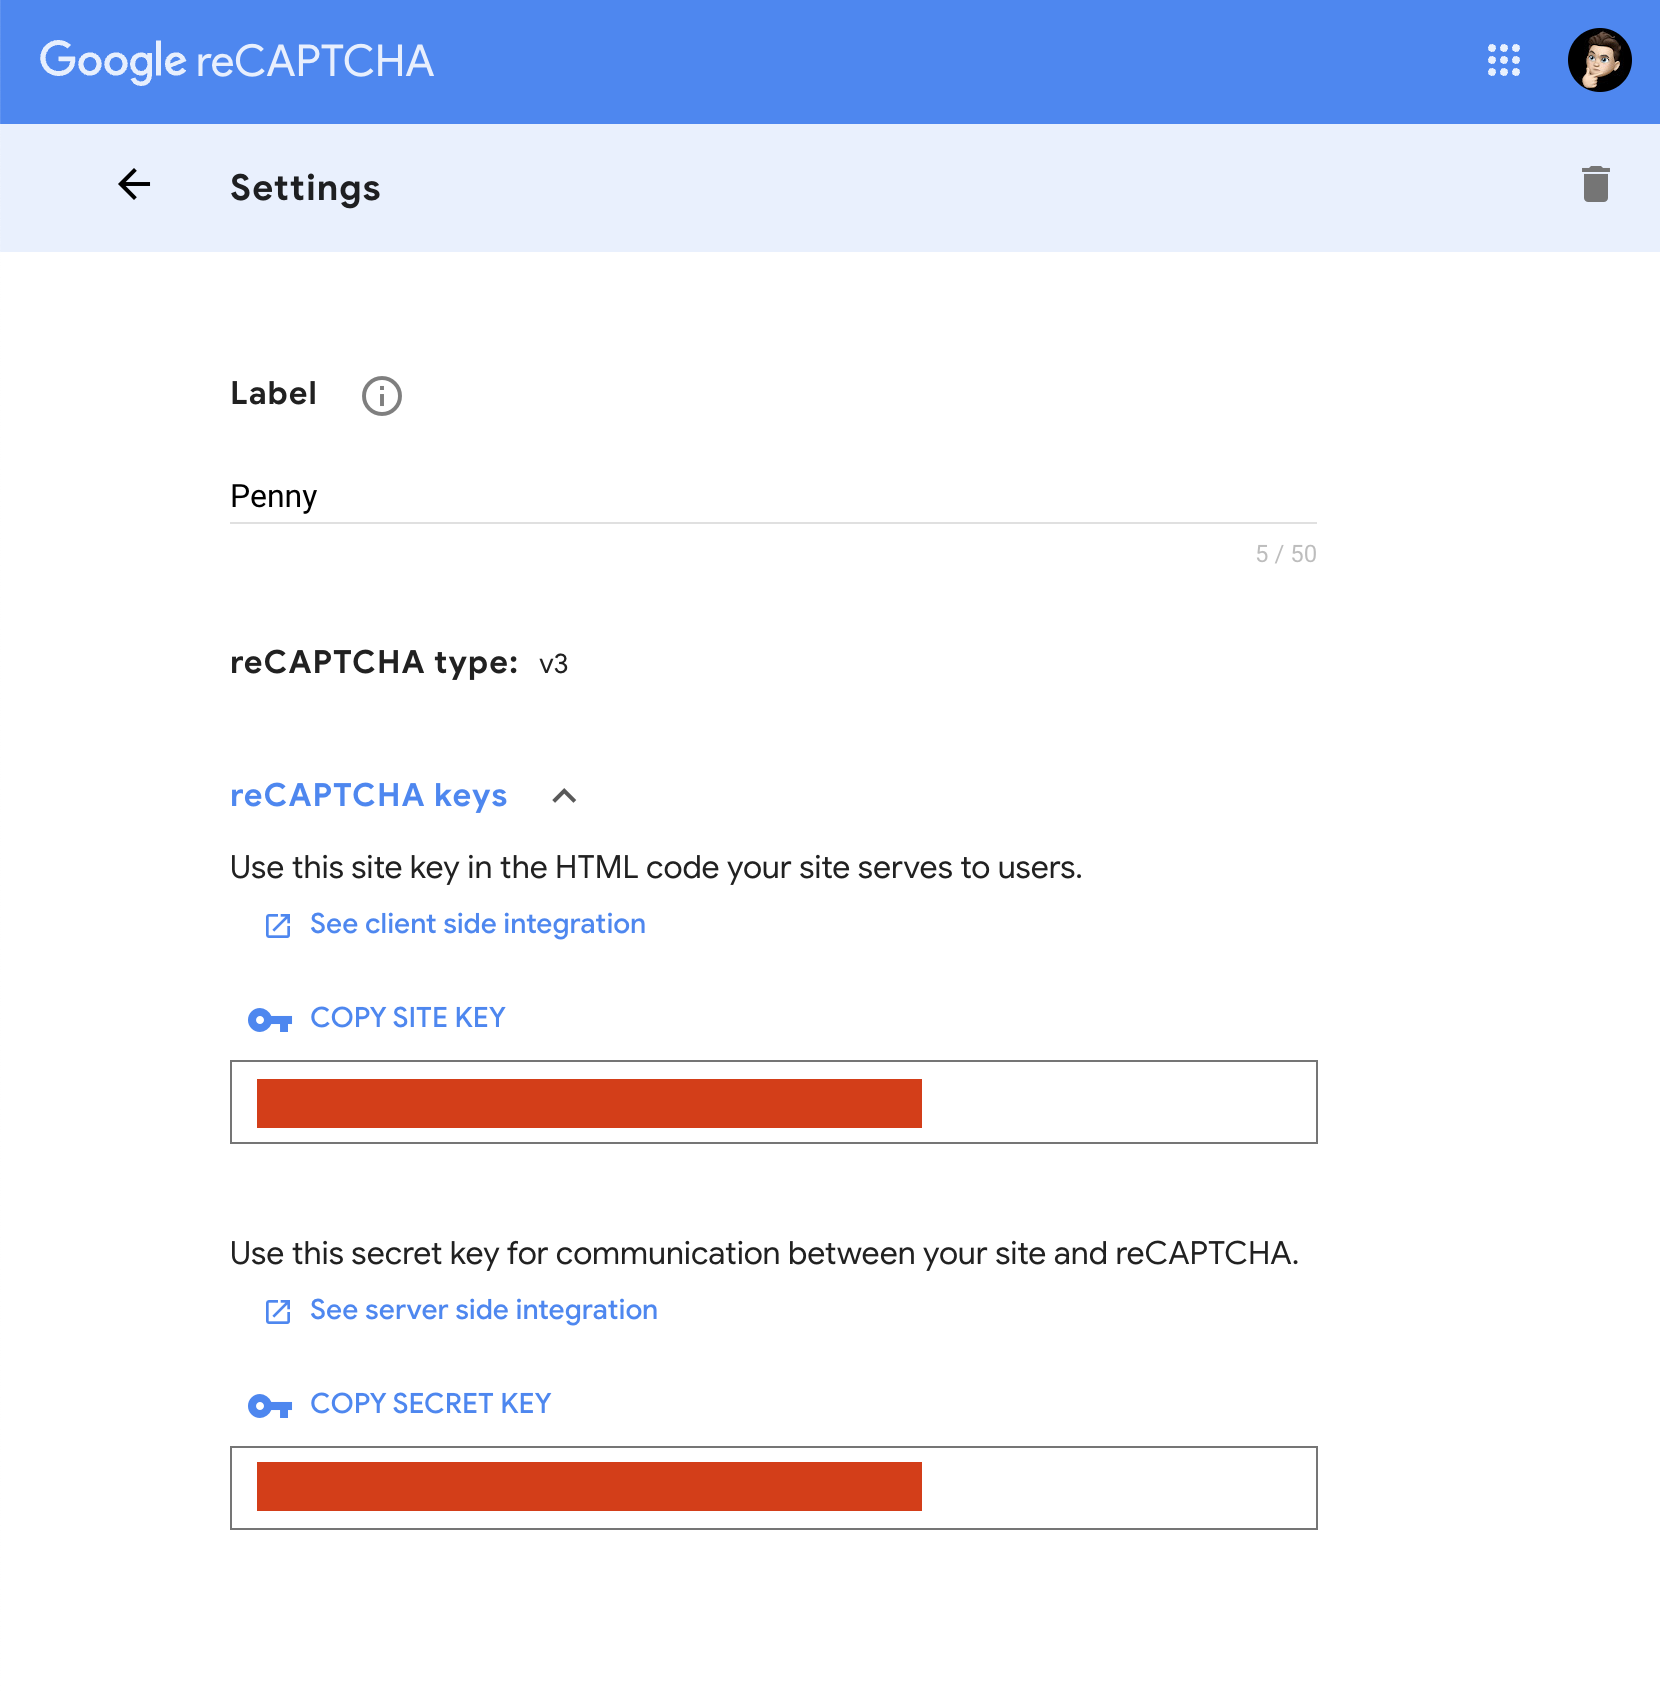 Google reCAPTCHA
Settings
Label
Penny
5 / 50
reCAPTCHA type: v3
reCAPTCHA keys
Use this site key in the HTML code your site serves to users.
See client side integration
COPY SITE KEY
Use this secret key for communication between your site and reCAPTCHA.
See server side integration
COPY SECRET KEY